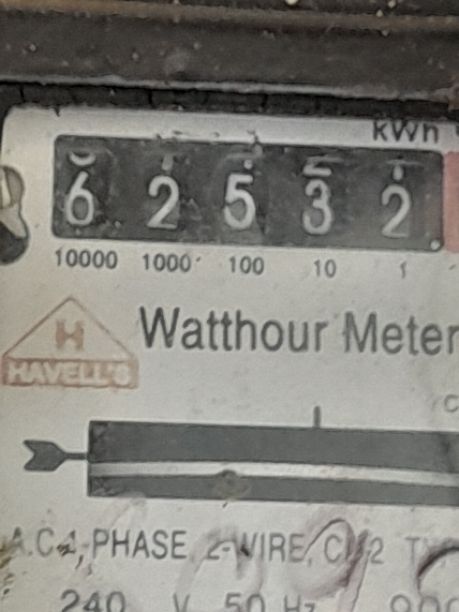 kWh
6 2 5 3 2
10000 1000 100 10 1
H
HAVELL'S
Watthour Meter
C
A.C. 1, PHASE, 2-WIRE, Cl. 2
240 V 50 Hz